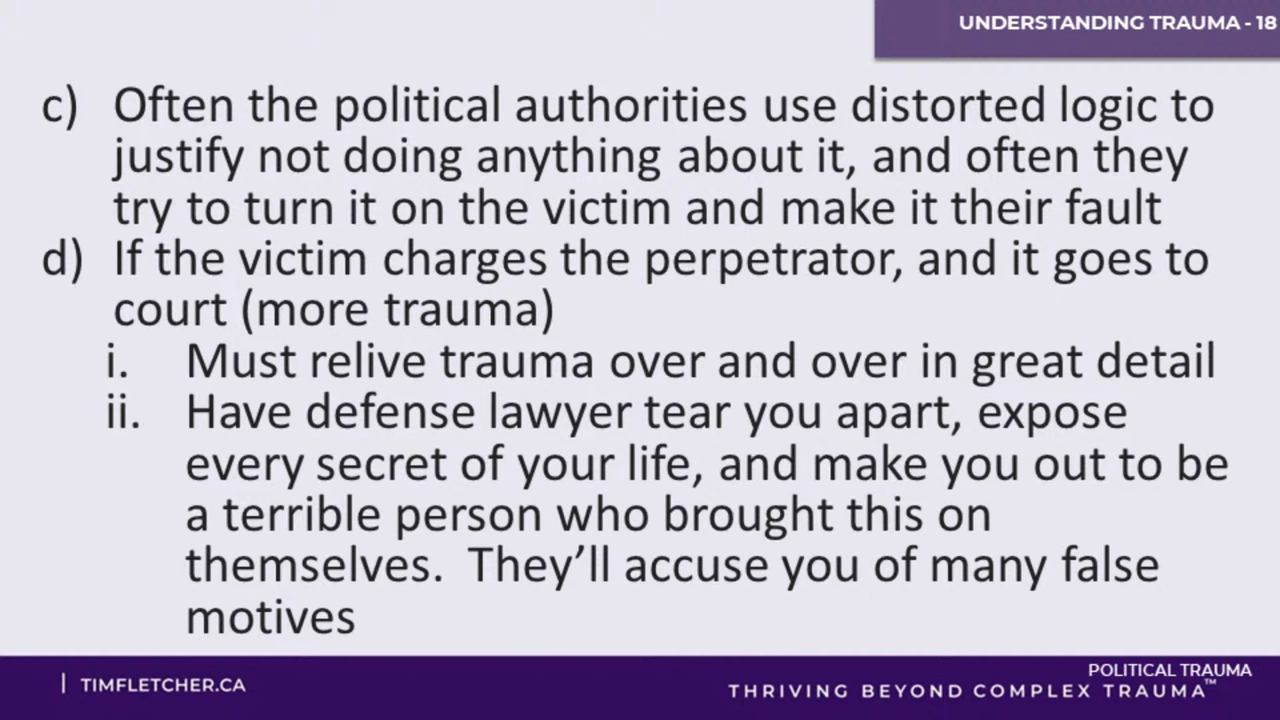 UNDERSTANDING TRAUMA - 18
c) Often the political authorities use distorted logic to
justify not doing anything about it, and often they
try to turn it on the victim and make it their fault
d) If the victim charges the perpetrator, and it goes to
court (more trauma)
i. Must relive trauma over and over in great detail
ii. Have defense lawyer tear you apart, expose
every secret of your life, and make you out to be
a terrible person who brought this on
themselves.  They’ll accuse you of many false
motives
| TIMFLETCHER.CA
POLITICAL TRAUMA
THRIVING BEYOND COMPLEX TRAUMA™